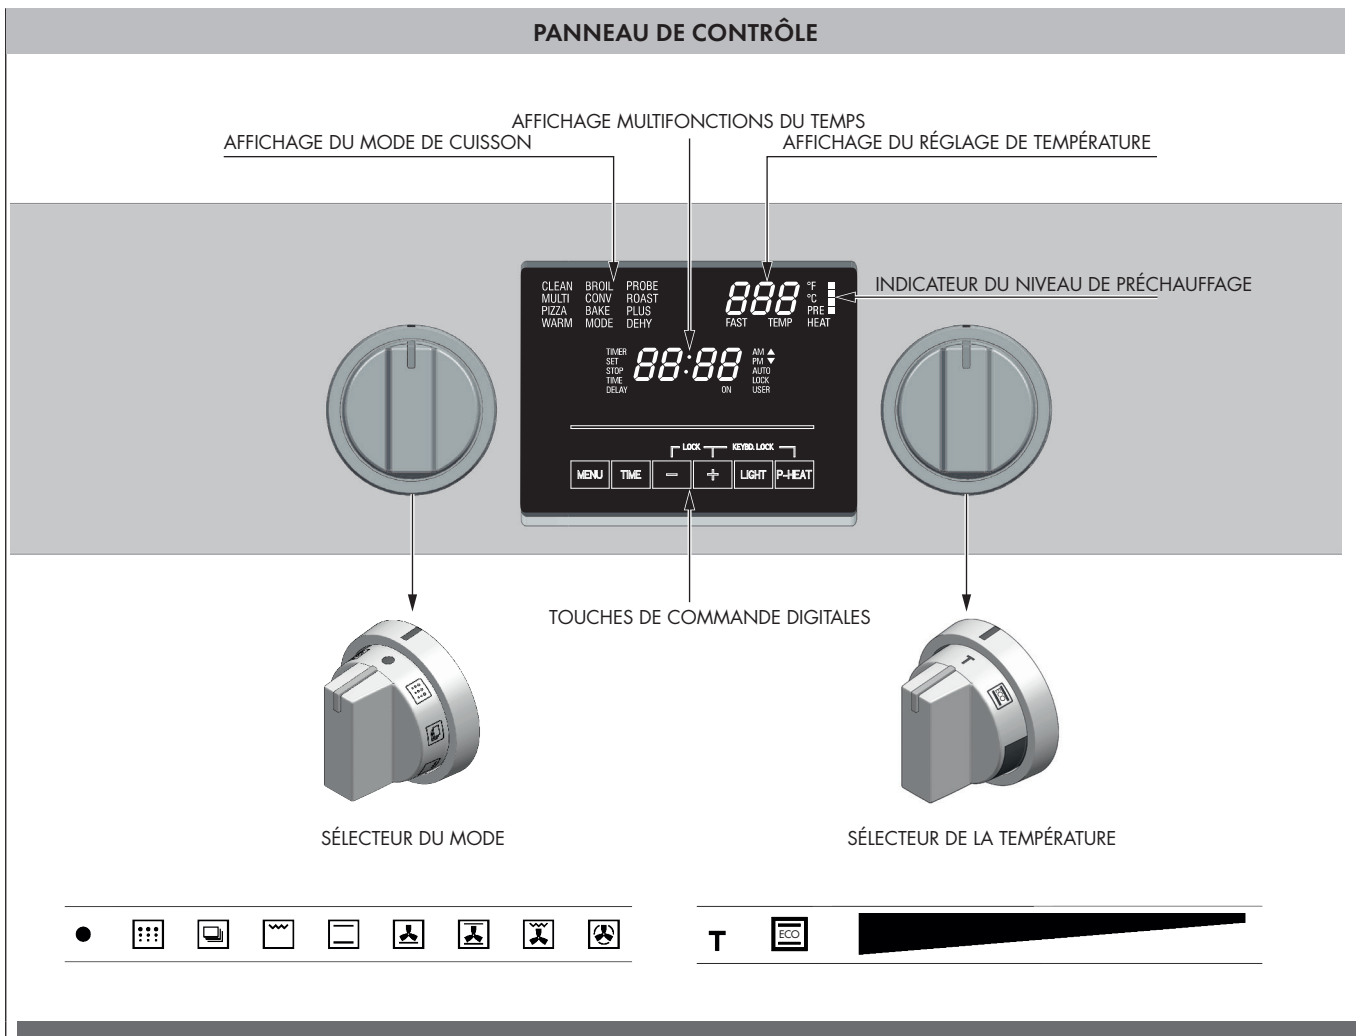 PANNEAU DE CONTRÔLE
AFFICHAGE MULTIFONCTIONS DU TEMPS
AFFICHAGE DU MODE DE CUISSON
AFFICHAGE DU RÉGLAGE DE TEMPÉRATURE
INDICATEUR DU NIVEAU DE PRÉCHAUFFAGE
CLEAN BROIL PROBE
MULTI CONV ROAST
PIZZA BAKE PLUS
WARM MODE DEHY
888 °F
°C
PRE
FAST TEMP HEAT
TIMER
SET
STOP
TIME
DELAY
88:88
ON
AM ▲
PM ▼
AUTO
LOCK
USER
LOCK KEYBD. LOCK
MENU TIME − + LIGHT P-HEAT
TOUCHES DE COMMANDE DIGITALES
T
ECO
SÉLECTEUR DU MODE
SÉLECTEUR DE LA TEMPÉRATURE
T ECO